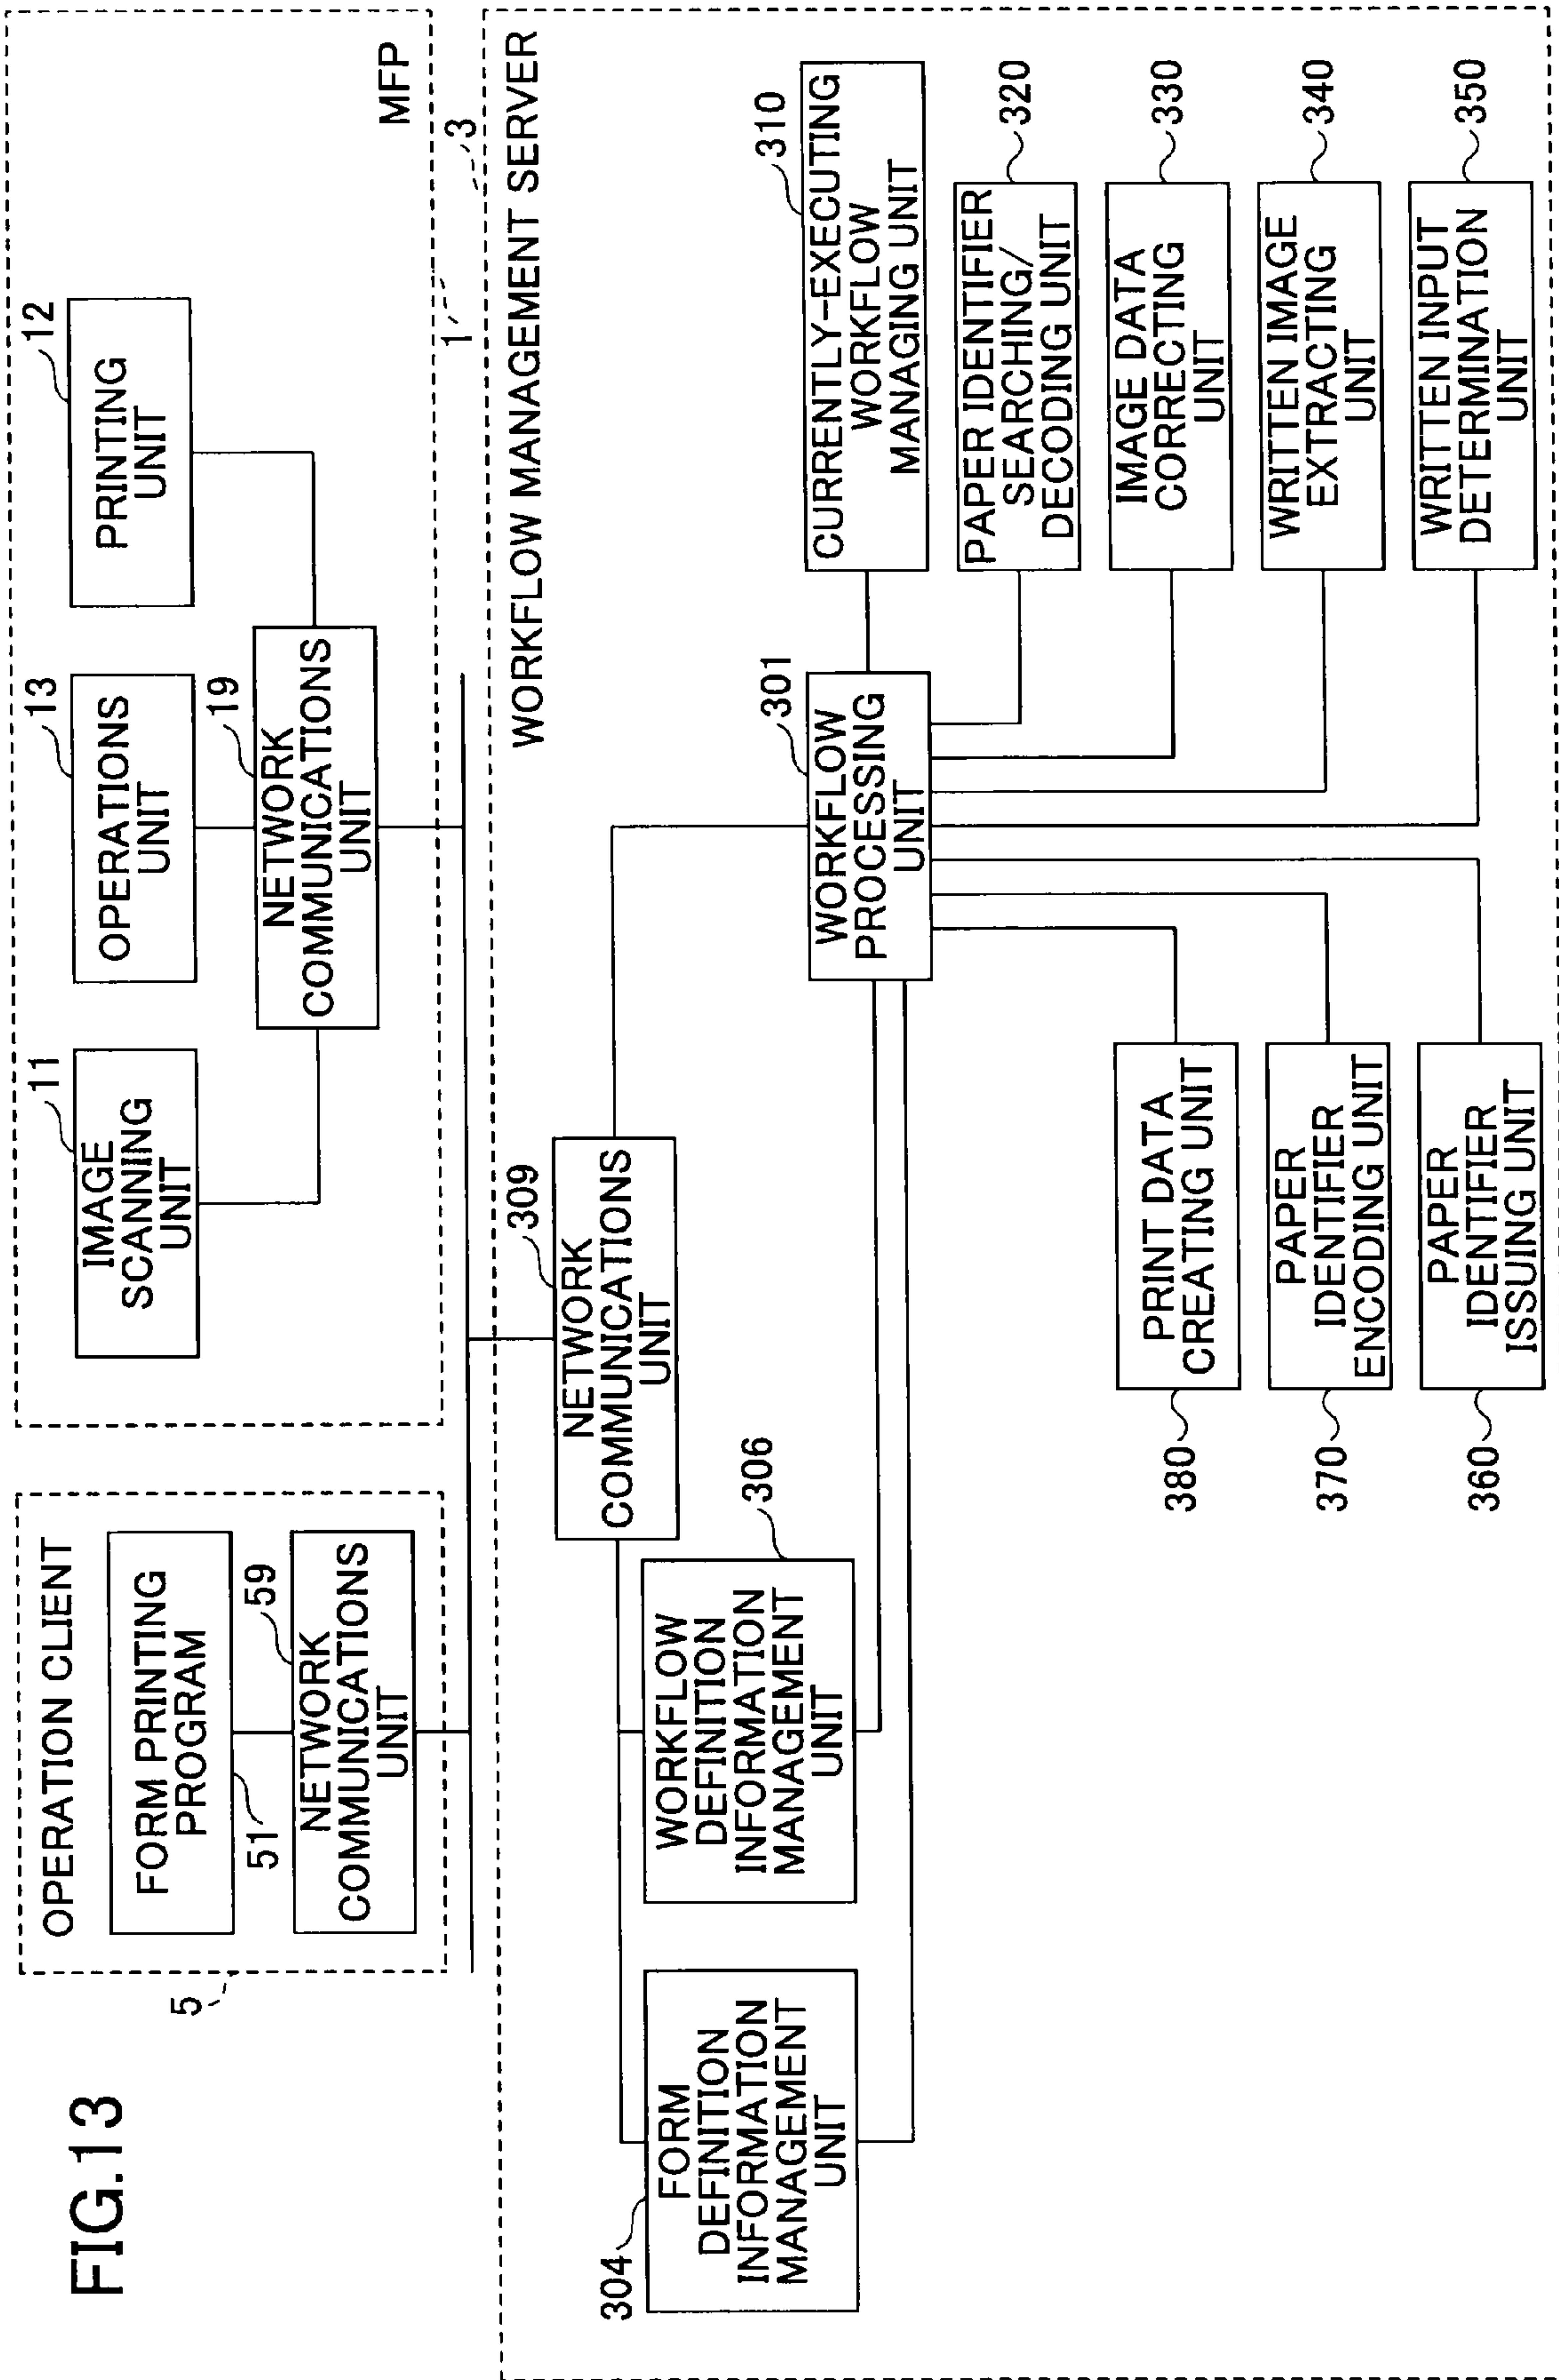 FIG.13
OPERATION CLIENT
5
FORM PRINTING
PROGRAM
51
59
NETWORK
COMMUNICATIONS
UNIT
MFP
1
11
IMAGE
SCANNING
UNIT
13
OPERATIONS
UNIT
12
PRINTING
UNIT
19
NETWORK
COMMUNICATIONS
UNIT
3
WORKFLOW MANAGEMENT SERVER
309
NETWORK
COMMUNICATIONS
UNIT
304
FORM
DEFINITION
INFORMATION
MANAGEMENT
UNIT
306
WORKFLOW
DEFINITION
INFORMATION
MANAGEMENT
UNIT
301
WORKFLOW
PROCESSING
UNIT
310
CURRENTLY-EXECUTING
WORKFLOW
MANAGING UNIT
PAPER IDENTIFIER
SEARCHING/
DECODING UNIT
320
IMAGE DATA
CORRECTING
UNIT
330
WRITTEN IMAGE
EXTRACTING
UNIT
340
WRITTEN INPUT
DETERMINATION
UNIT
350
380
PRINT DATA
CREATING UNIT
370
PAPER
IDENTIFIER
ENCODING UNIT
360
PAPER
IDENTIFIER
ISSUING UNIT